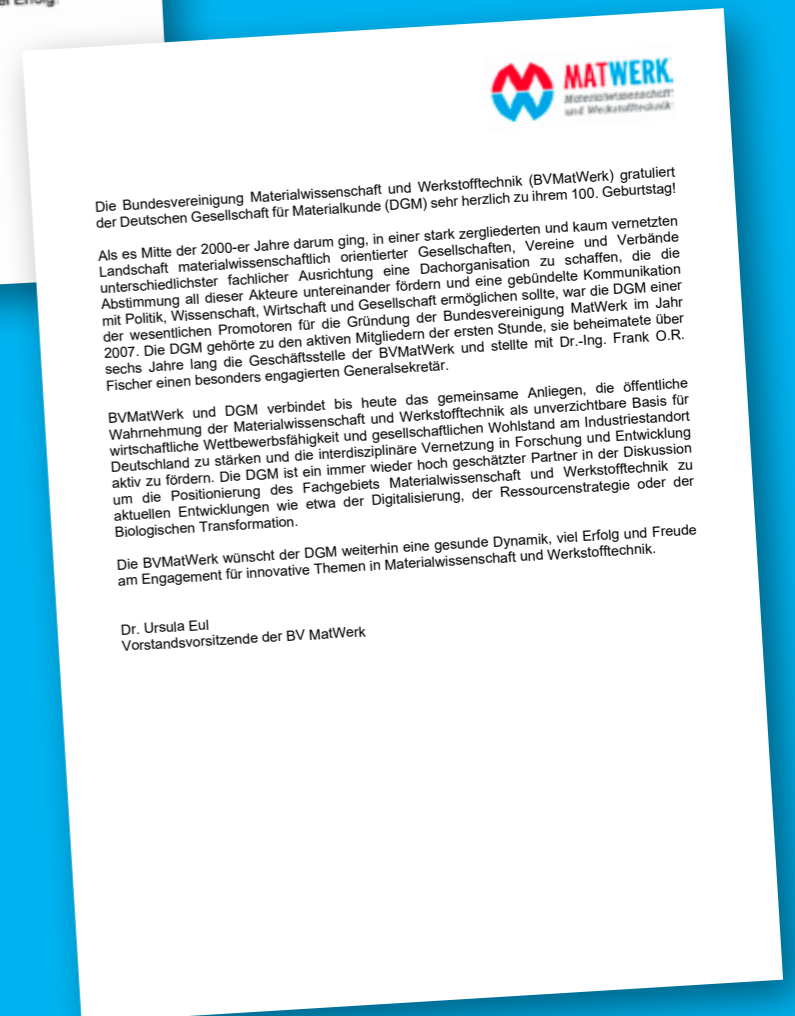 Erfolg.
MATWERK
Materialwissenschaft
und Werkstofftechnik
Die Bundesvereinigung Materialwissenschaft und Werkstofftechnik (BVMatWerk) gratuliert
der Deutschen Gesellschaft für Materialkunde (DGM) sehr herzlich zu ihrem 100. Geburtstag!
Als es Mitte der 2000-er Jahre darum ging, in einer stark zergliederten und kaum vernetzten
Landschaft materialwissenschaftlich orientierter Gesellschaften, Vereine und Verbände
unterschiedlichster fachlicher Ausrichtung eine Dachorganisation zu schaffen, die die
Abstimmung all dieser Akteure untereinander fördern und eine gebündelte Kommunikation
mit Politik, Wissenschaft, Wirtschaft und Gesellschaft ermöglichen sollte, war die DGM einer
der wesentlichen Promotoren für die Gründung der Bundesvereinigung MatWerk im Jahr
2007. Die DGM gehörte zu den aktiven Mitgliedern der ersten Stunde, sie beheimatete über
sechs Jahre lang die Geschäftsstelle der BVMatWerk und stellte mit Dr.-Ing. Frank O.R.
Fischer einen besonders engagierten Generalsekretär.
BVMatWerk und DGM verbindet bis heute das gemeinsame Anliegen, die öffentliche
Wahrnehmung der Materialwissenschaft und Werkstofftechnik als unverzichtbare Basis für
wirtschaftliche Wettbewerbsfähigkeit und gesellschaftlichen Wohlstand am Industriestandort
Deutschland zu stärken und die interdisziplinäre Vernetzung in Forschung und Entwicklung
aktiv zu fördern. Die DGM ist ein immer wieder hoch geschätzter Partner in der Diskussion
um die Positionierung des Fachgebiets Materialwissenschaft und Werkstofftechnik zu
aktuellen Entwicklungen wie etwa der Digitalisierung, der Ressourcenstrategie oder der
Biologischen Transformation.
Die BVMatWerk wünscht der DGM weiterhin eine gesunde Dynamik, viel Erfolg und Freude
am Engagement für innovative Themen in Materialwissenschaft und Werkstofftechnik.
Dr. Ursula Eul
Vorstandsvorsitzende der BV MatWerk